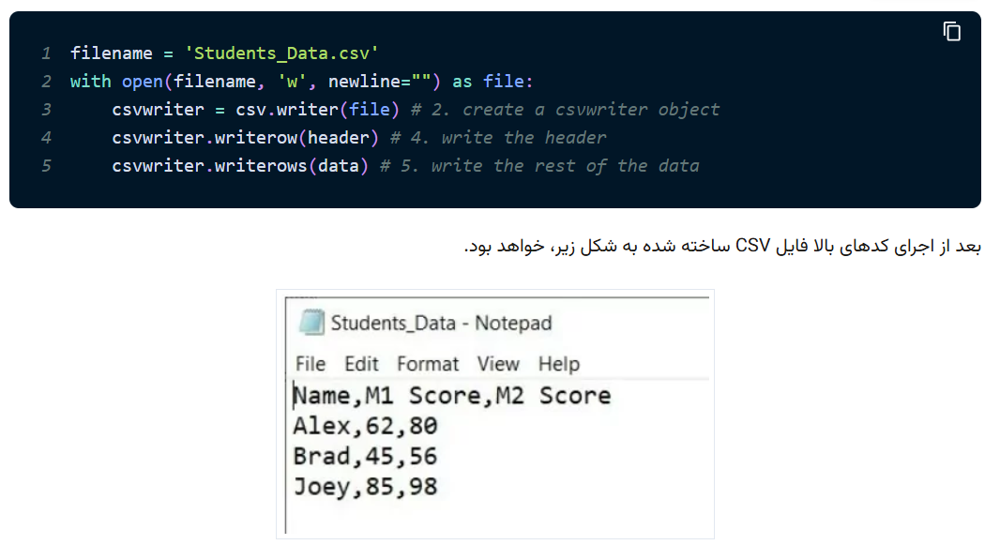 1 filename = 'Students_Data.csv'
2 with open(filename, 'w', newline="") as file:
3     csvwriter = csv.writer(file) # 2. create a csvwriter object
4     csvwriter.writerow(header) # 4. write the header
5     csvwriter.writerows(data) # 5. write the rest of the data
بعد از اجرای کدهای بالا فایل CSV ساخته شده به شکل زیر، خواهد بود.
Students_Data - Notepad
File Edit Format View Help
Name,M1 Score,M2 Score
Alex,62,80
Brad,45,56
Joey,85,98